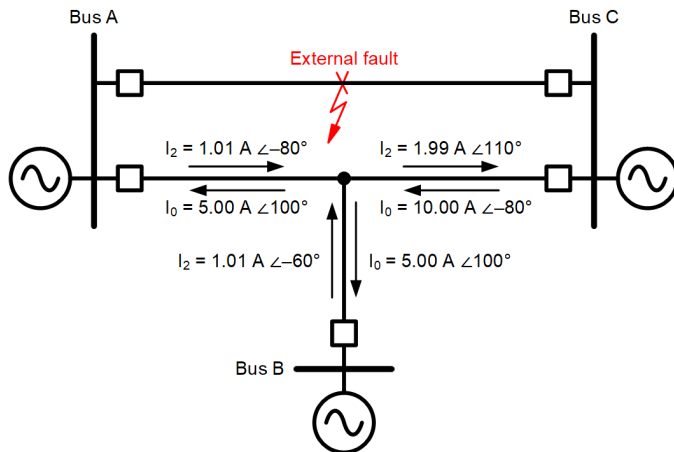 Bus A
Bus C
External fault
I₂ = 1.01 A ∠–80°
I₂ = 1.99 A ∠110°
I₀ = 5.00 A ∠100°
I₀ = 10.00 A ∠–80°
I₂ = 1.01 A ∠–60°
I₀ = 5.00 A ∠100°
Bus B